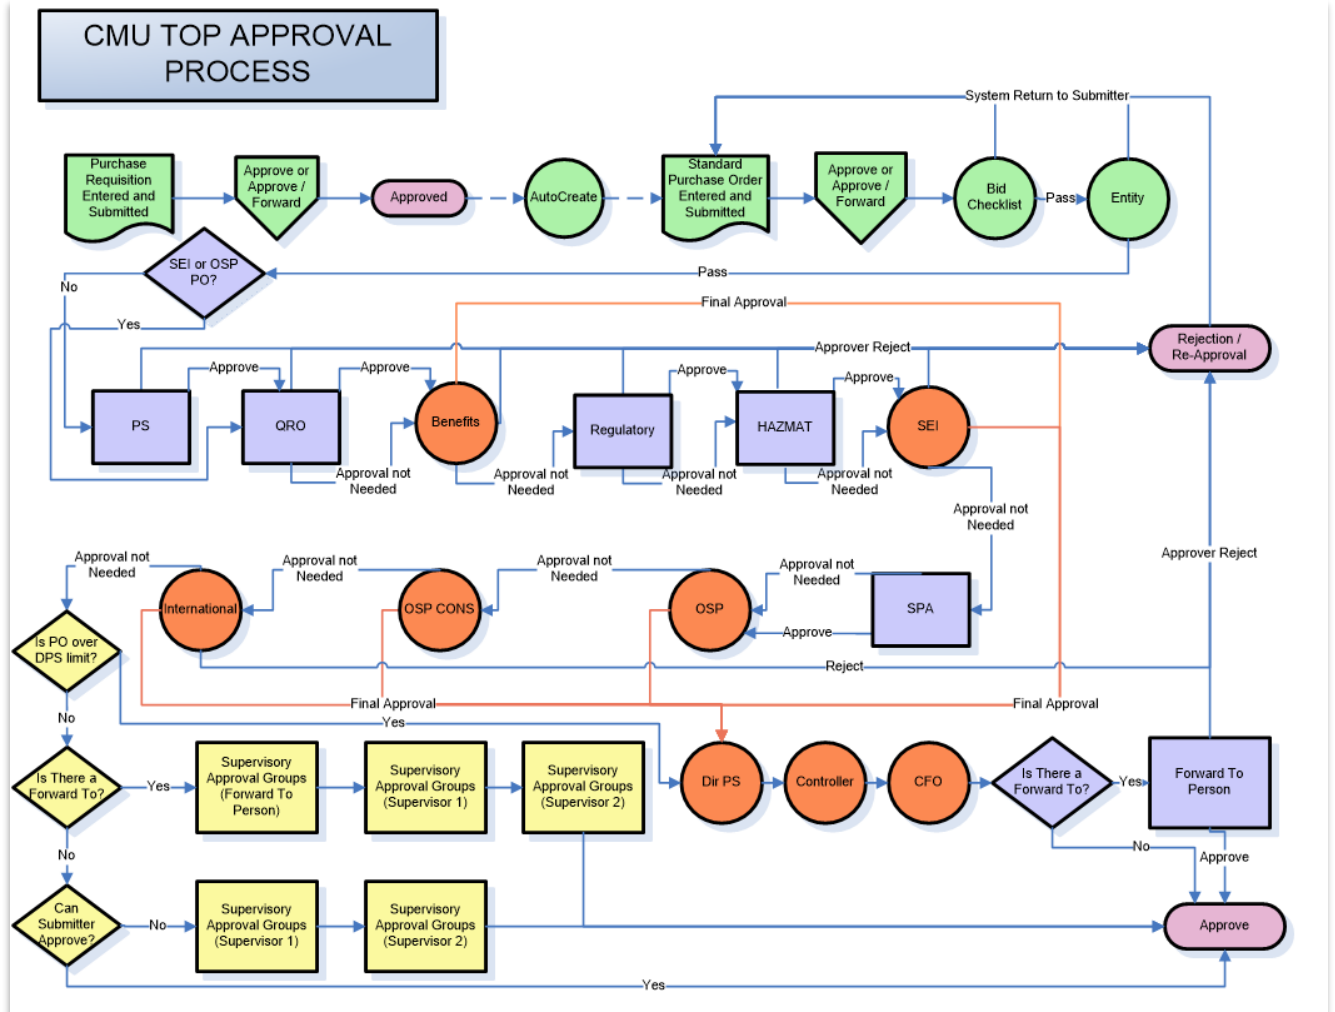 CMU TOP APPROVAL
PROCESS
System Return to Submitter
Purchase
Requisition
Entered and
Submitted
Approve or
Approve /
Forward
Approved
AutoCreate
Standard
Purchase Order
Entered and
Submitted
Approve or
Approve /
Forward
Bid
Checklist
Pass
Entity
SEI or OSP
PO?
Pass
No
Yes
Final Approval
Approver Reject
Rejection /
Re-Approval
Approve
Approve
Approve
Approve
PS
QRO
Benefits
Regulatory
HAZMAT
SEI
Approval not
Needed
Approval not
Needed
Approval not
Needed
Approval not
Needed
Approval not
Needed
Approver Reject
Approval not
Needed
Approval not
Needed
Approval not
Needed
Approval not
Needed
International
OSP CONS
OSP
SPA
Approve
Is PO over
DPS limit?
Reject
Final Approval
Final Approval
No
Yes
Is There a
Forward To?
Yes
Supervisory
Approval Groups
(Forward To
Person)
Supervisory
Approval Groups
(Supervisor 1)
Supervisory
Approval Groups
(Supervisor 2)
Dir PS
Controller
CFO
Is There a
Forward To?
Yes
Forward To
Person
No
No
Approve
Can
Submitter
Approve?
No
Supervisory
Approval Groups
(Supervisor 1)
Supervisory
Approval Groups
(Supervisor 2)
Approve
Yes